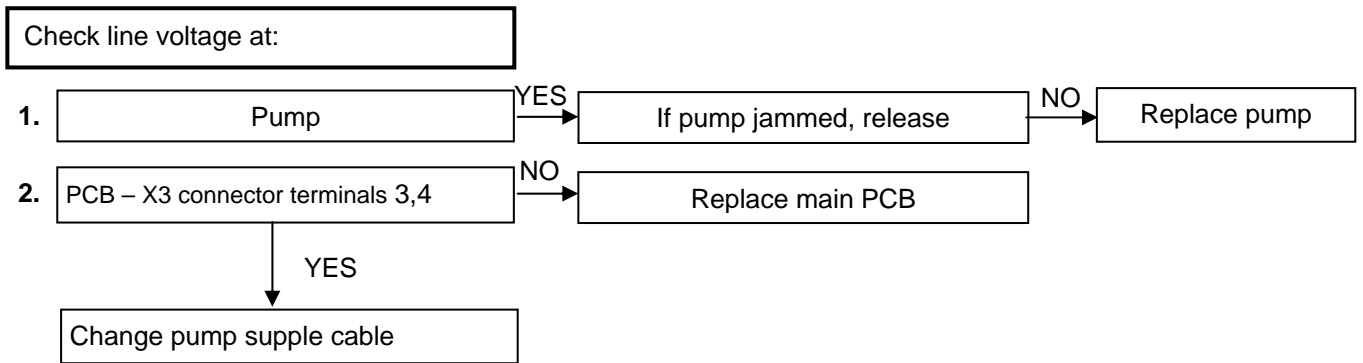 Check line voltage at:
1. Pump YES If pump jammed, release NO Replace pump
2. PCB – X3 connector terminals 3,4 NO Replace main PCB
YES
Change pump supple cable